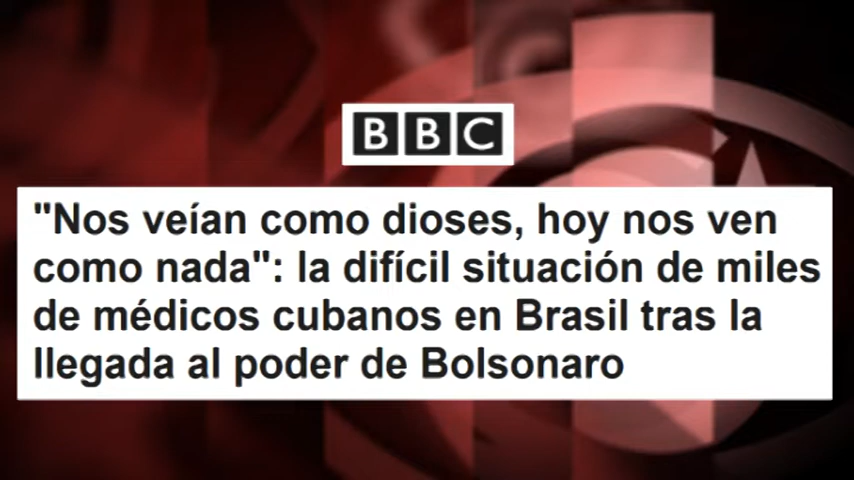 BBC
"Nos veían como dioses, hoy nos ven
como nada": la difícil situación de miles
de médicos cubanos en Brasil tras la
llegada al poder de Bolsonaro